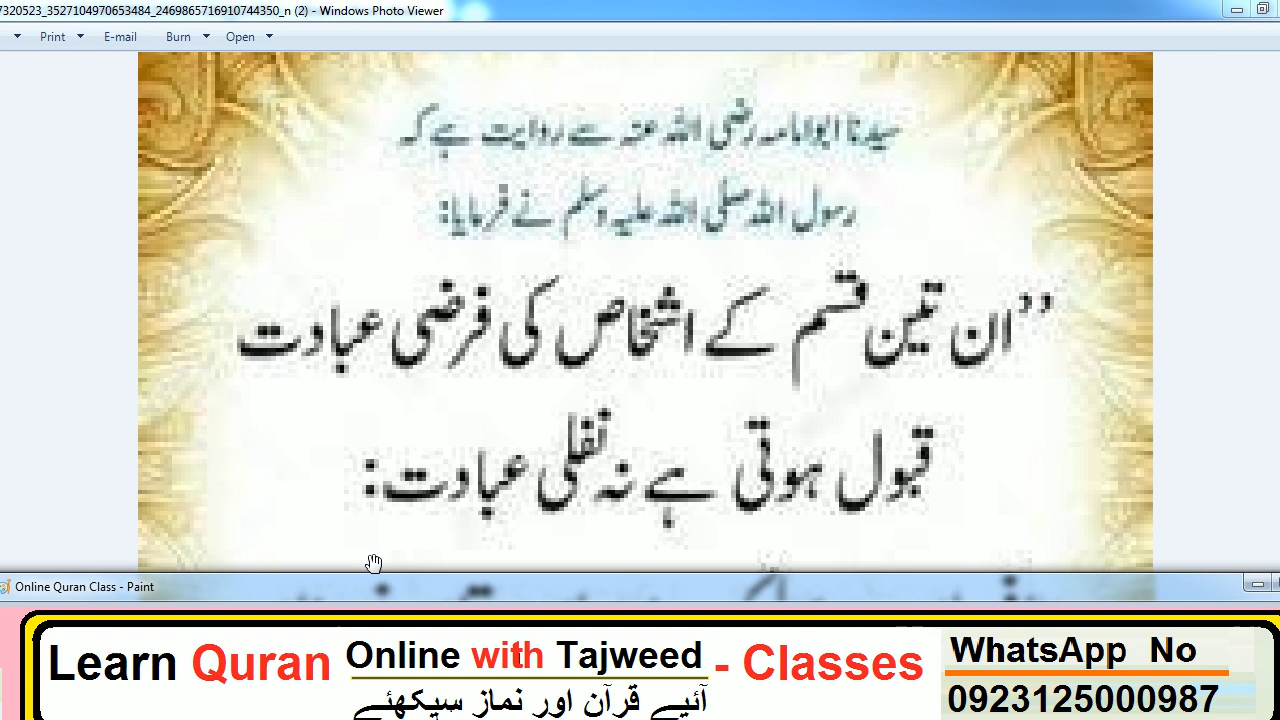 7320523_3527104970653484_2469865716910744350_n (2) - Windows Photo Viewer
Print E-mail Burn Open
سیدنا ابوامامہ رضی اللہ عنہ سے روایت ہے کہ
رسول اللہ صلی اللہ علیہ وسلم نے فرمایا:
”ان تین قسم کے اشخاص کی فرضی عبادت
قبول ہوتی ہے نہ نفلی عبادت:
Online Quran Class - Paint
Learn Quran Online with Tajweed - Classes
آئیے قرآن اور نماز سیکھئے
WhatsApp No
0923125000987